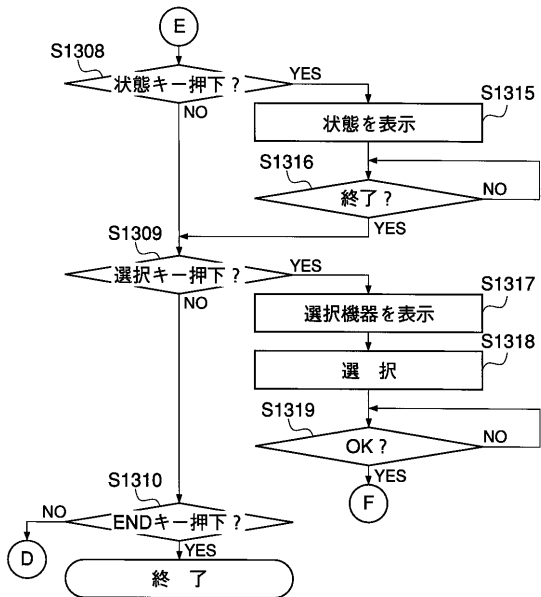 E
S1308
状態キー押下？
YES
NO
S1315
状態を表示
S1316
終了？
NO
YES
S1309
選択キー押下？
YES
NO
S1317
選択機器を表示
S1318
選　択
S1319
OK？
NO
YES
F
S1310
ENDキー押下？
NO
YES
D
終　了